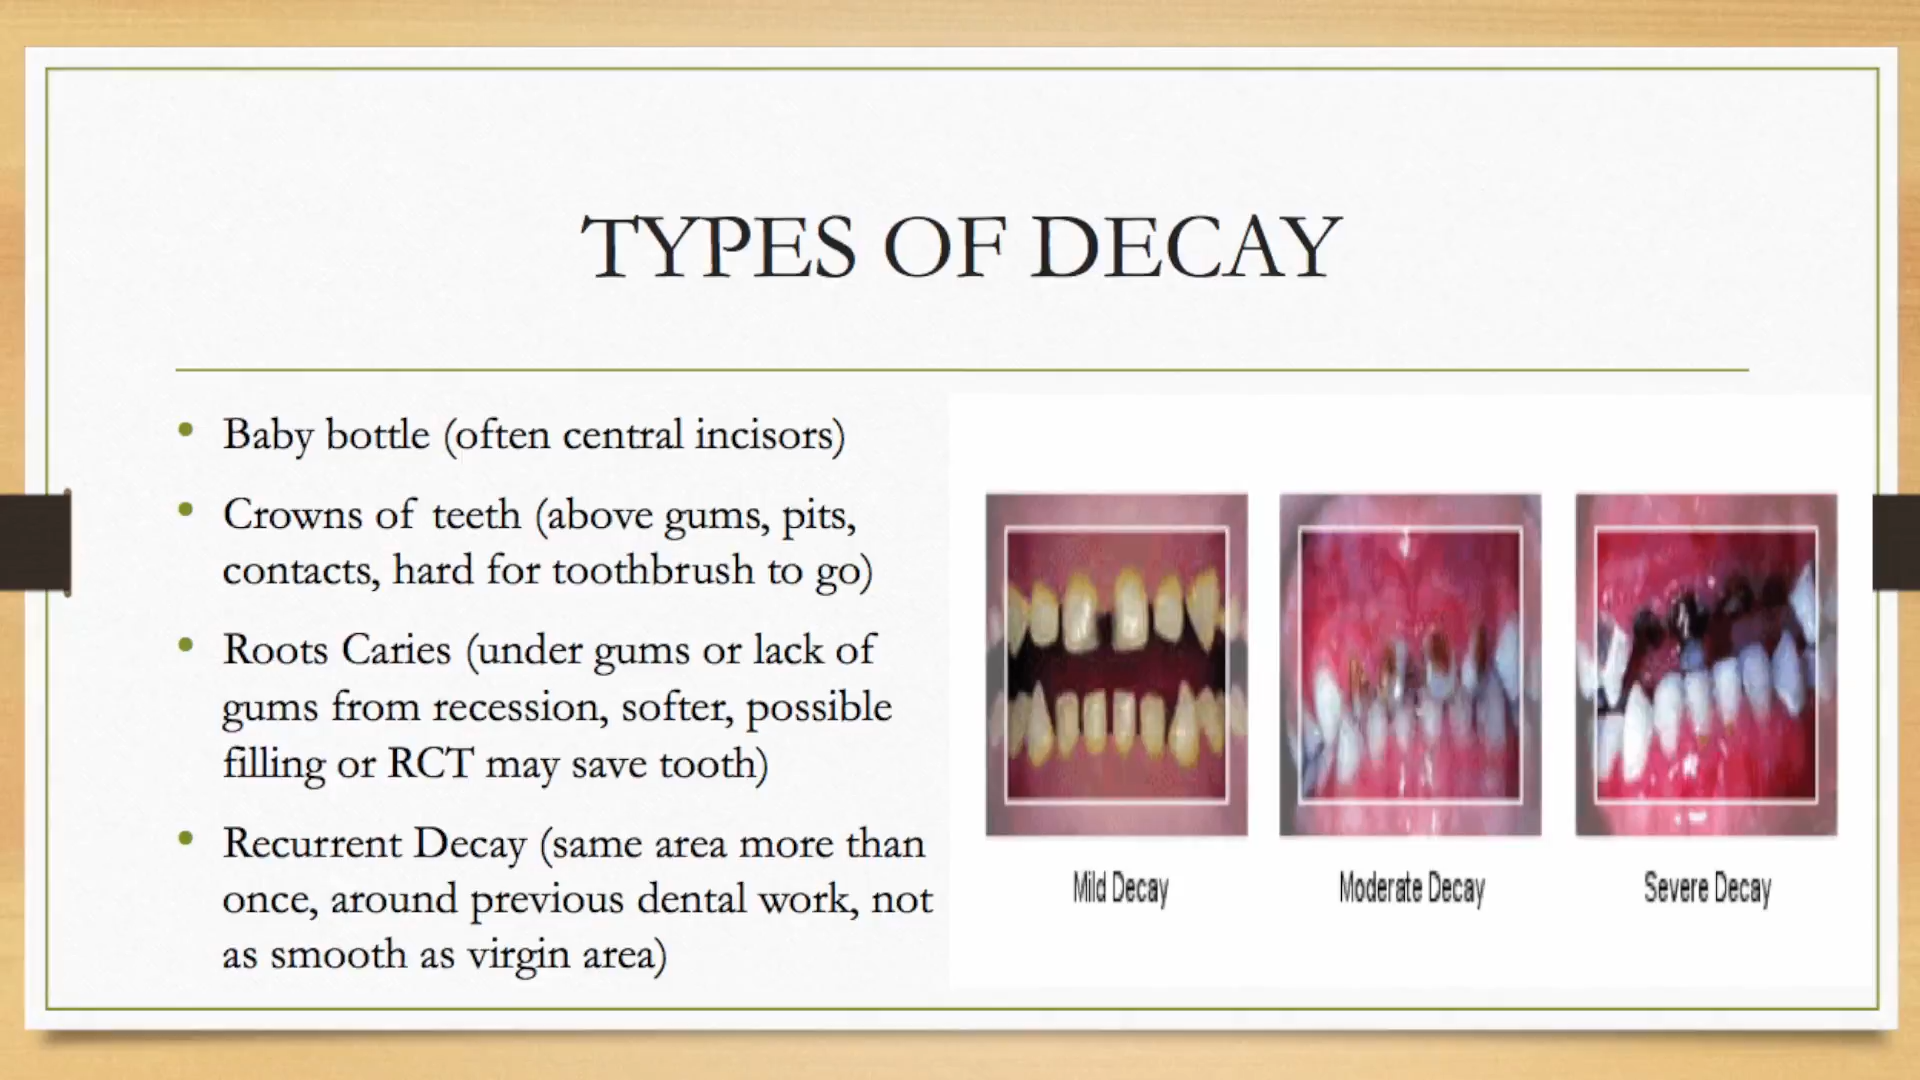 TYPES OF DECAY
• Baby bottle (often central incisors)
• Crowns of teeth (above gums, pits,
contacts, hard for toothbrush to go)
• Roots Caries (under gums or lack of
gums from recession, softer, possible
filling or RCT may save tooth)
• Recurrent Decay (same area more than
once, around previous dental work, not
as smooth as virgin area)
Mild Decay
Moderate Decay
Severe Decay